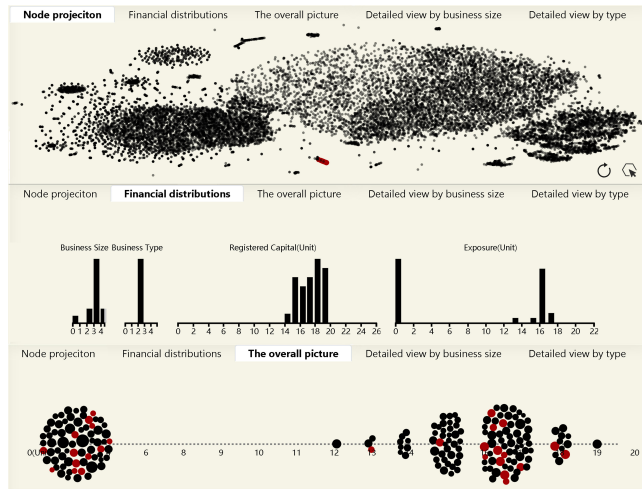 Node projeciton Financial distributions The overall picture Detailed view by business size Detailed view by type
Node projeciton Financial distributions The overall picture Detailed view by business size Detailed view by type
Business Size Business Type Registered Capital(Unit) Exposure(Unit)
0 1 2 3 4 0 1 2 3 4 0 2 4 6 8 10 12 14 16 18 20 22 24 26 0 2 4 6 8 10 12 14 16 18 20 22
Node projeciton Financial distributions The overall picture Detailed view by business size Detailed view by type
6 7 8 9 10 11 12 13 14 19 20